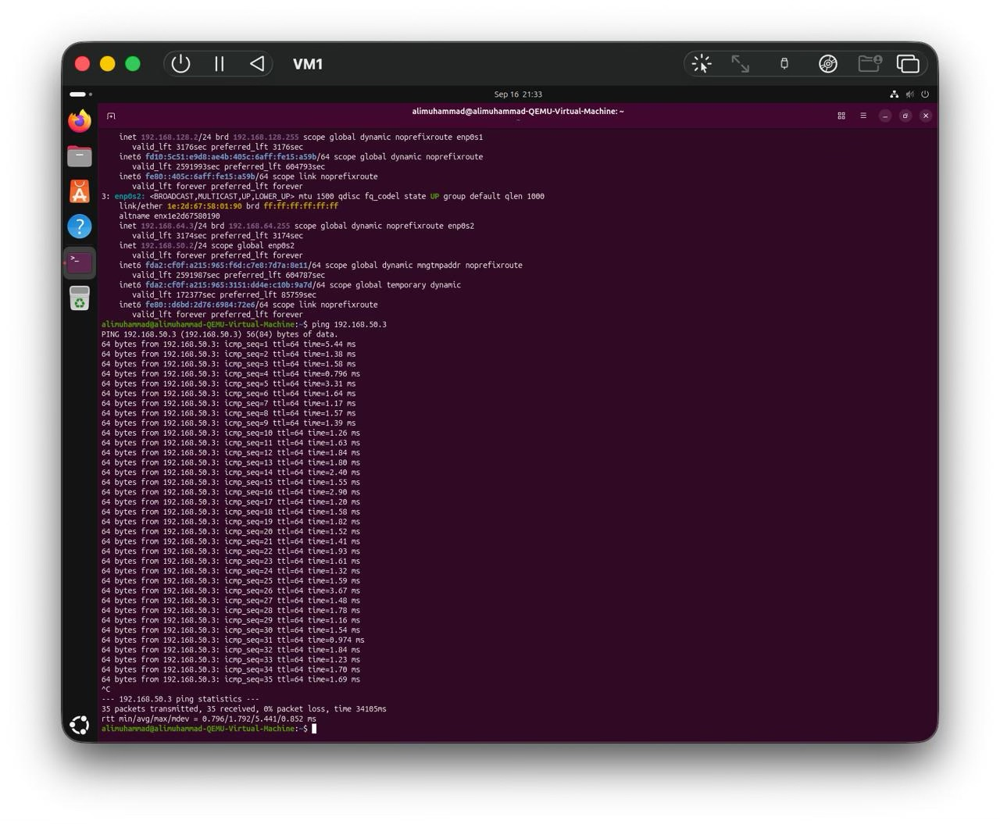 VM1
Sep 16 21:33
alimuhammad@alimuhammad-QEMU-Virtual-Machine: ~
~
inet 192.168.128.2/24 brd 192.168.128.255 scope global dynamic noprefixroute enp0s1
valid_lft 3176sec preferred_lft 3176sec
inet6 fd10:5c51:e9d8:ae4b:405c:6aff:fe15:a59b/64 scope global dynamic noprefixroute
valid_lft 2591993sec preferred_lft 604793sec
inet6 fe80::405c:6aff:fe15:a59b/64 scope link noprefixroute
valid_lft forever preferred_lft forever
3: enp0s2: <BROADCAST,MULTICAST,UP,LOWER_UP> mtu 1500 qdisc fq_codel state UP group default qlen 1000
link/ether 1e:2d:67:58:01:90 brd ff:ff:ff:ff:ff:ff
altname enx1e2d67580190
inet 192.168.64.3/24 brd 192.168.64.255 scope global dynamic noprefixroute enp0s2
valid_lft 3174sec preferred_lft 3174sec
inet 192.168.50.2/24 scope global enp0s2
valid_lft forever preferred_lft forever
inet6 fda2:cf0f:a215:965:f6d:c7e8:7d7a:8e11/64 scope global dynamic mngtmpaddr noprefixroute
valid_lft 2591987sec preferred_lft 604787sec
inet6 fda2:cf0f:a215:965:3151:dd4e:c10b:9a7d/64 scope global temporary dynamic
valid_lft 172377sec preferred_lft 85759sec
inet6 fe80::d6bd:2d76:6984:72e6/64 scope link noprefixroute
valid_lft forever preferred_lft forever
alimuhammad@alimuhammad-QEMU-Virtual-Machine:~$ ping 192.168.50.3
PING 192.168.50.3 (192.168.50.3) 56(84) bytes of data.
64 bytes from 192.168.50.3: icmp_seq=1 ttl=64 time=5.44 ms
64 bytes from 192.168.50.3: icmp_seq=2 ttl=64 time=1.38 ms
64 bytes from 192.168.50.3: icmp_seq=3 ttl=64 time=1.58 ms
64 bytes from 192.168.50.3: icmp_seq=4 ttl=64 time=0.796 ms
64 bytes from 192.168.50.3: icmp_seq=5 ttl=64 time=3.31 ms
64 bytes from 192.168.50.3: icmp_seq=6 ttl=64 time=1.64 ms
64 bytes from 192.168.50.3: icmp_seq=7 ttl=64 time=1.17 ms
64 bytes from 192.168.50.3: icmp_seq=8 ttl=64 time=1.57 ms
64 bytes from 192.168.50.3: icmp_seq=9 ttl=64 time=1.39 ms
64 bytes from 192.168.50.3: icmp_seq=10 ttl=64 time=1.26 ms
64 bytes from 192.168.50.3: icmp_seq=11 ttl=64 time=1.63 ms
64 bytes from 192.168.50.3: icmp_seq=12 ttl=64 time=1.84 ms
64 bytes from 192.168.50.3: icmp_seq=13 ttl=64 time=1.80 ms
64 bytes from 192.168.50.3: icmp_seq=14 ttl=64 time=2.40 ms
64 bytes from 192.168.50.3: icmp_seq=15 ttl=64 time=1.55 ms
64 bytes from 192.168.50.3: icmp_seq=16 ttl=64 time=2.90 ms
64 bytes from 192.168.50.3: icmp_seq=17 ttl=64 time=1.20 ms
64 bytes from 192.168.50.3: icmp_seq=18 ttl=64 time=1.58 ms
64 bytes from 192.168.50.3: icmp_seq=19 ttl=64 time=1.82 ms
64 bytes from 192.168.50.3: icmp_seq=20 ttl=64 time=1.52 ms
64 bytes from 192.168.50.3: icmp_seq=21 ttl=64 time=1.41 ms
64 bytes from 192.168.50.3: icmp_seq=22 ttl=64 time=1.93 ms
64 bytes from 192.168.50.3: icmp_seq=23 ttl=64 time=1.61 ms
64 bytes from 192.168.50.3: icmp_seq=24 ttl=64 time=1.32 ms
64 bytes from 192.168.50.3: icmp_seq=25 ttl=64 time=1.59 ms
64 bytes from 192.168.50.3: icmp_seq=26 ttl=64 time=3.67 ms
64 bytes from 192.168.50.3: icmp_seq=27 ttl=64 time=1.48 ms
64 bytes from 192.168.50.3: icmp_seq=28 ttl=64 time=1.78 ms
64 bytes from 192.168.50.3: icmp_seq=29 ttl=64 time=1.16 ms
64 bytes from 192.168.50.3: icmp_seq=30 ttl=64 time=1.54 ms
64 bytes from 192.168.50.3: icmp_seq=31 ttl=64 time=0.974 ms
64 bytes from 192.168.50.3: icmp_seq=32 ttl=64 time=1.84 ms
64 bytes from 192.168.50.3: icmp_seq=33 ttl=64 time=1.23 ms
64 bytes from 192.168.50.3: icmp_seq=34 ttl=64 time=1.70 ms
64 bytes from 192.168.50.3: icmp_seq=35 ttl=64 time=1.69 ms
^C
--- 192.168.50.3 ping statistics ---
35 packets transmitted, 35 received, 0% packet loss, time 34105ms
rtt min/avg/max/mdev = 0.796/1.792/5.441/0.852 ms
alimuhammad@alimuhammad-QEMU-Virtual-Machine:~$